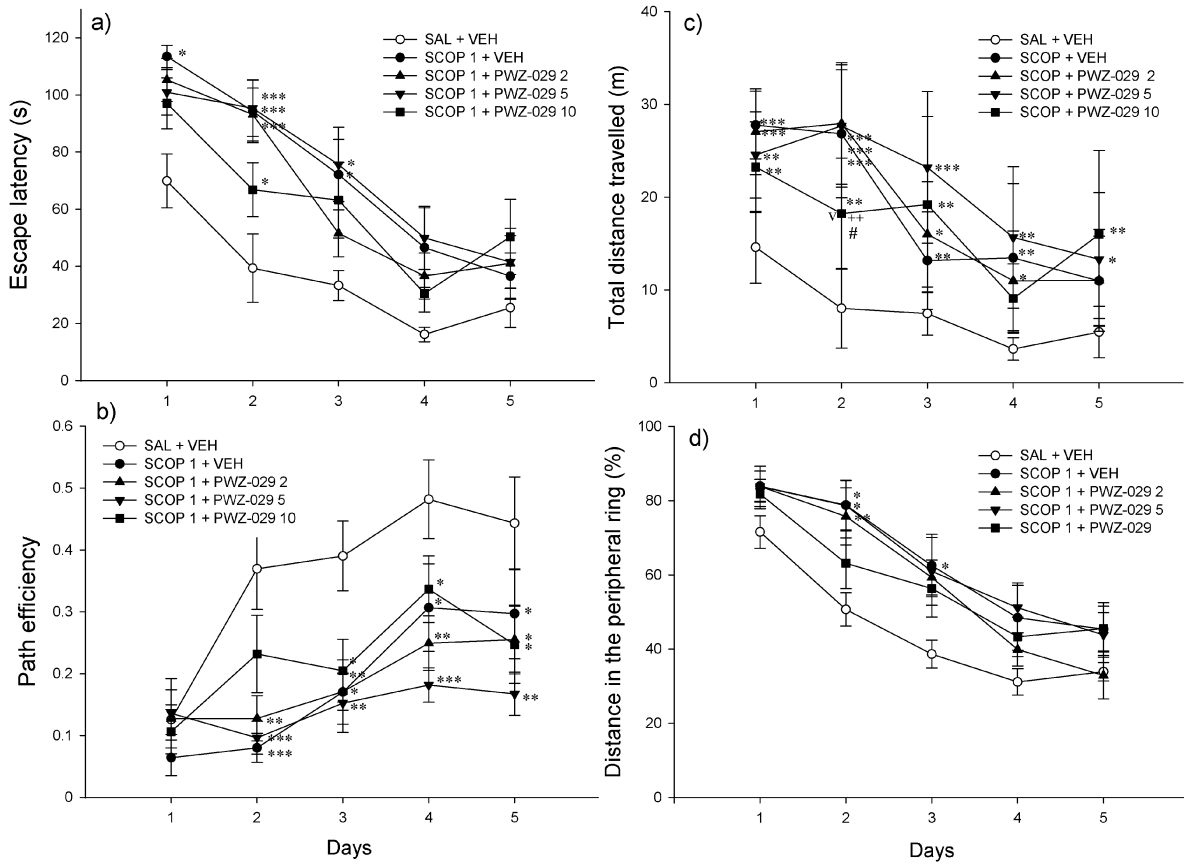 a)
Escape latency (s)
120
100
80
60
40
20
0
SAL + VEH
SCOP 1 + VEH
SCOP 1 + PWZ-029 2
SCOP 1 + PWZ-029 5
SCOP 1 + PWZ-029 10
*
***
***
***
*
*
*
1 2 3 4 5
c)
Total distance travelled (m)
40
30
20
10
0
SAL + VEH
SCOP + VEH
SCOP + PWZ-029 2
SCOP + PWZ-029 5
SCOP + PWZ-029 10
***
***
**
**
***
***
***
**
v ++
#
***
**
*
**
**
**
*
**
*
1 2 3 4 5
b)
Path efficiency
0.6
0.5
0.4
0.3
0.2
0.1
0
SAL + VEH
SCOP 1 + VEH
SCOP 1 + PWZ-029 2
SCOP 1 + PWZ-029 5
SCOP 1 + PWZ-029 10
**
***
***
*
**
*
**
*
*
**
***
*
*
*
**
1 2 3 4 5
Days
d)
Distance in the peripheral ring (%)
100
80
60
40
20
0
SAL + VEH
SCOP 1 + VEH
SCOP 1 + PWZ-029 2
SCOP 1 + PWZ-029 5
SCOP 1 + PWZ-029
*
*
**
*
1 2 3 4 5
Days